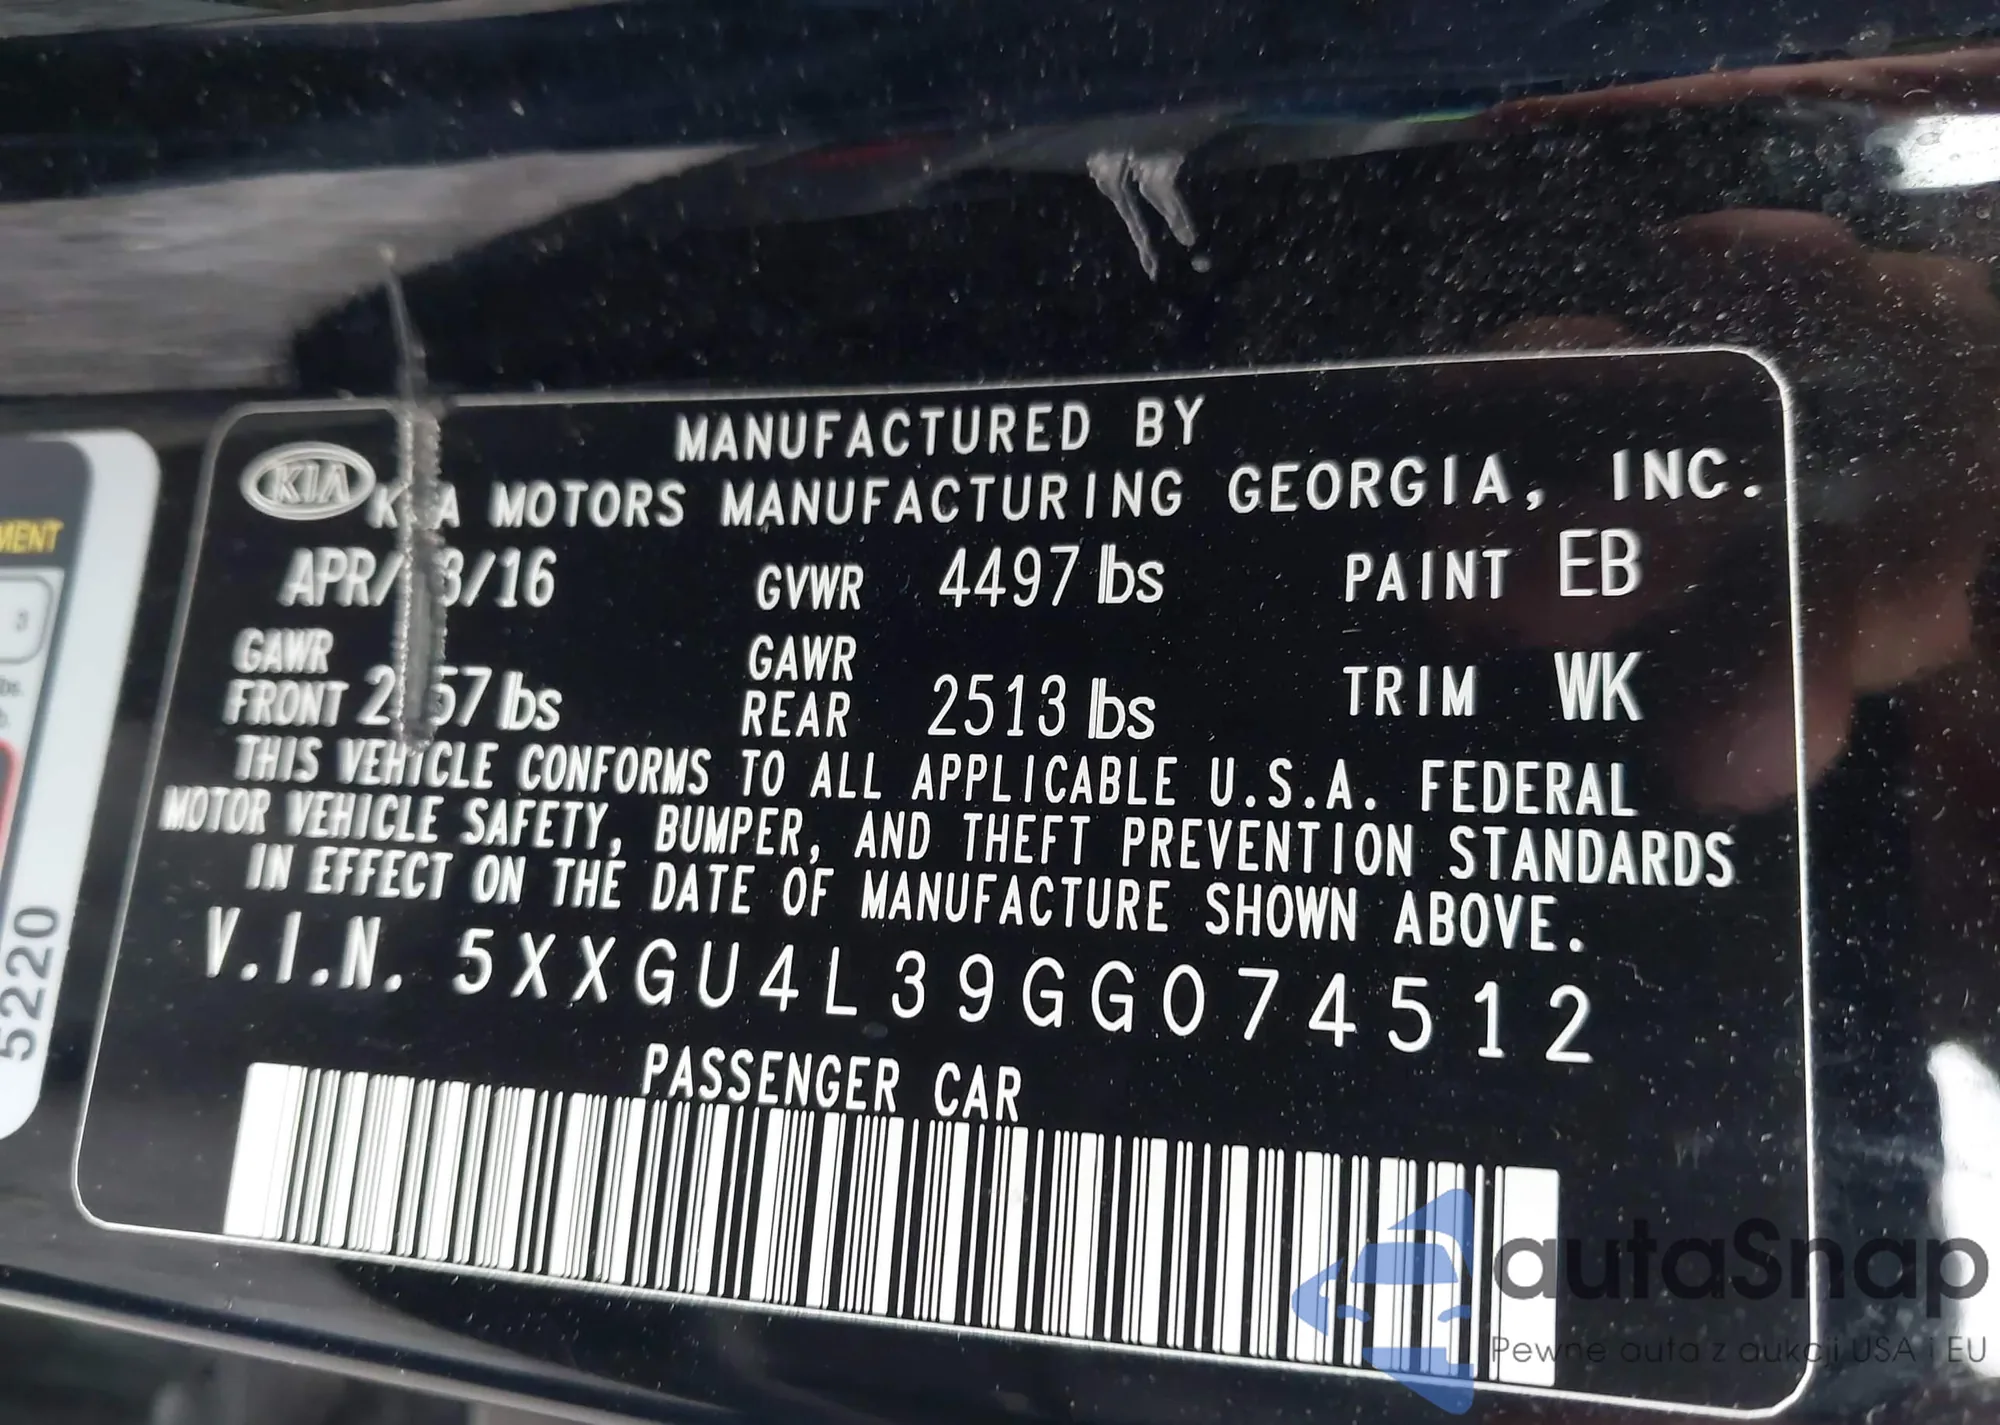 MANUFACTURED BY
KIA KIA MOTORS MANUFACTURING GEORGIA, INC.
GVWR 4497 lbs PAINT EB
GAWR GAWR
FRONT lbs REAR 2513 lbs TRIM WK
THIS VEHICLE CONFORMS TO ALL APPLICABLE U.S.A. FEDERAL
MOTOR VEHICLE SAFETY, BUMPER, AND THEFT PREVENTION STANDARDS
IN EFFECT ON THE DATE OF MANUFACTURE SHOWN ABOVE.
V.I.N. 5XXGU4L39GG074512
PASSENGER CAR
5220
autaSnap
Pewne auta z aukcji USA i EU